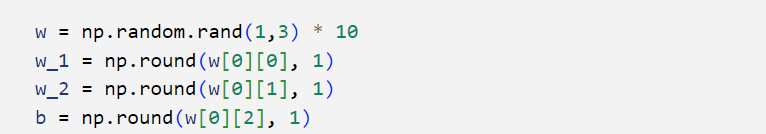 w = np.random.rand(1,3) * 10
w_1 = np.round(w[0][0], 1)
w_2 = np.round(w[0][1], 1)
b = np.round(w[0][2], 1)